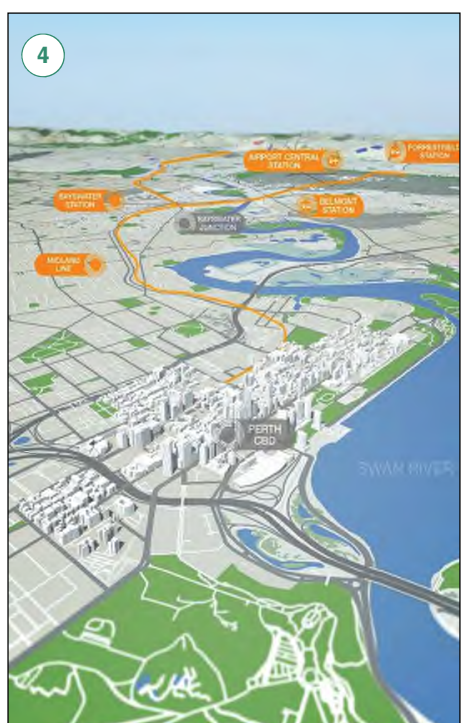 4
AIRPORT CENTRAL
STATION
FORRESTFIELD
STATION
BAYSWATER
STATION
BELMONT
STATION
BAYSWATER
JUNCTION
MIDLAND
LINE
PERTH
CBD
SWAN RIVER